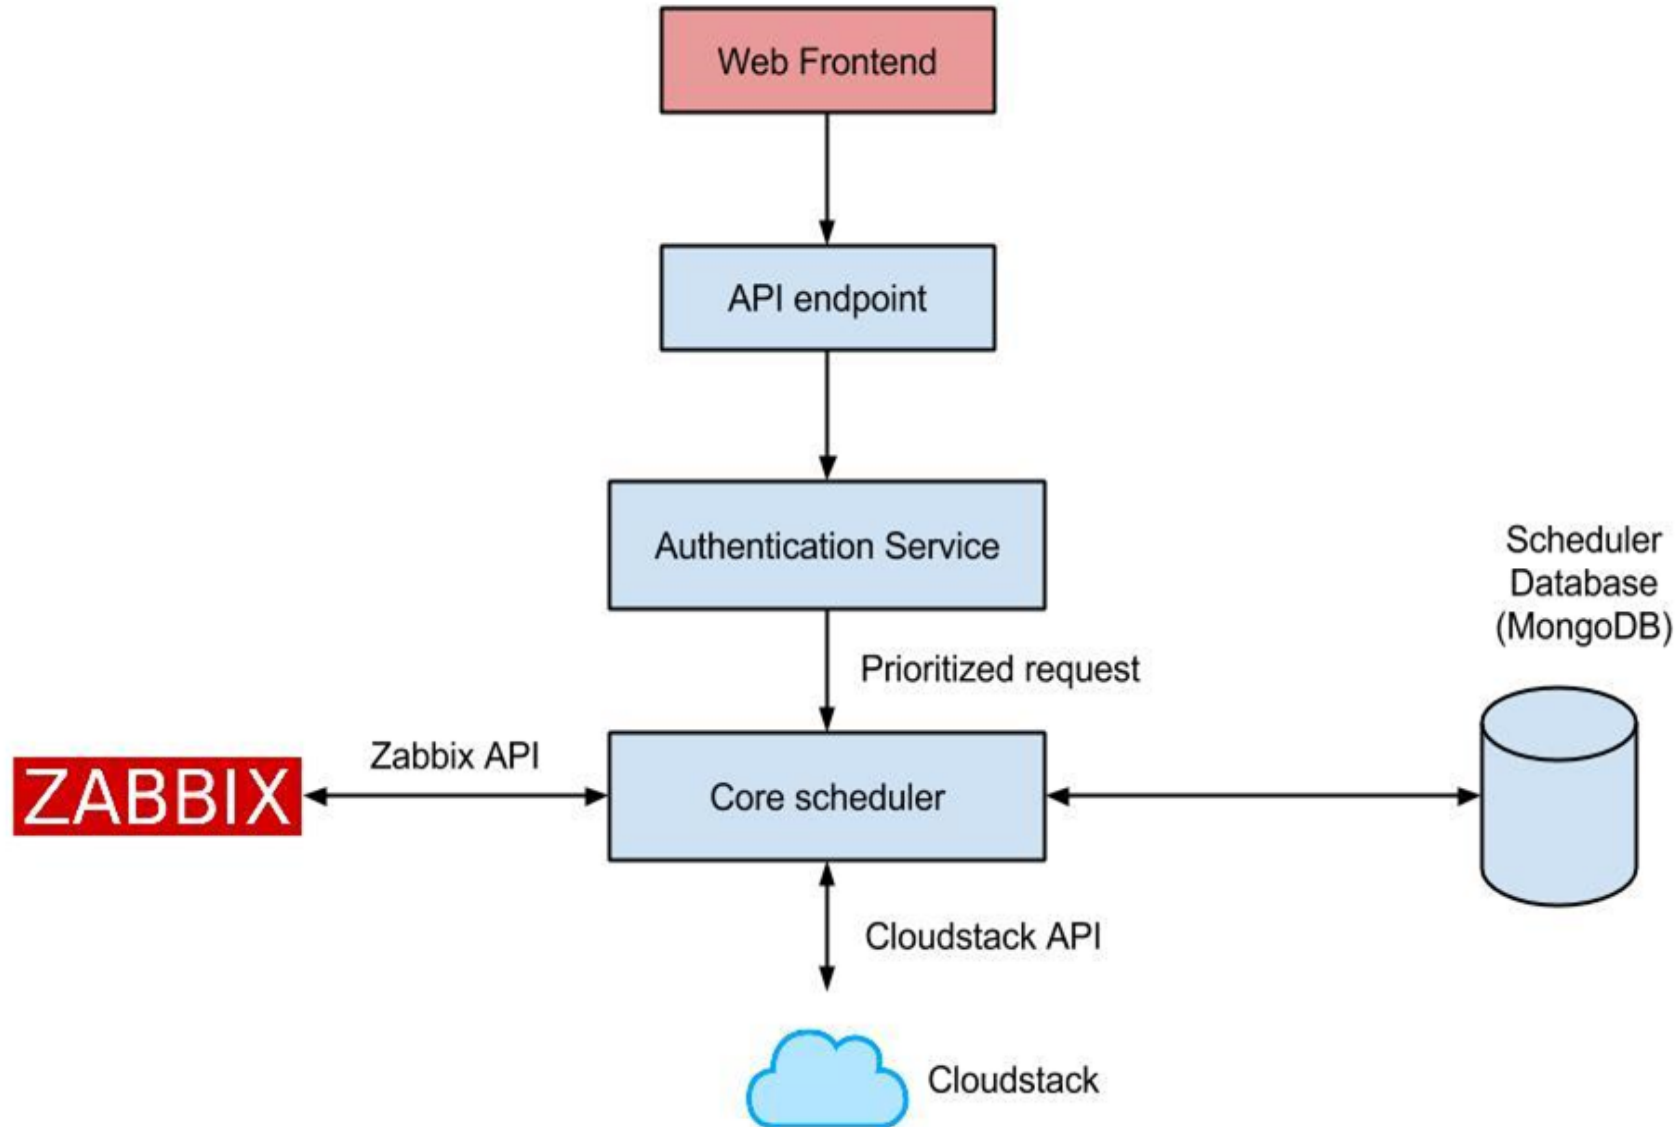 Web Frontend
API endpoint
Authentication Service
Scheduler
Database
(MongoDB)
Prioritized request
Zabbix API
ZABBIX
Core scheduler
Cloudstack API
Cloudstack